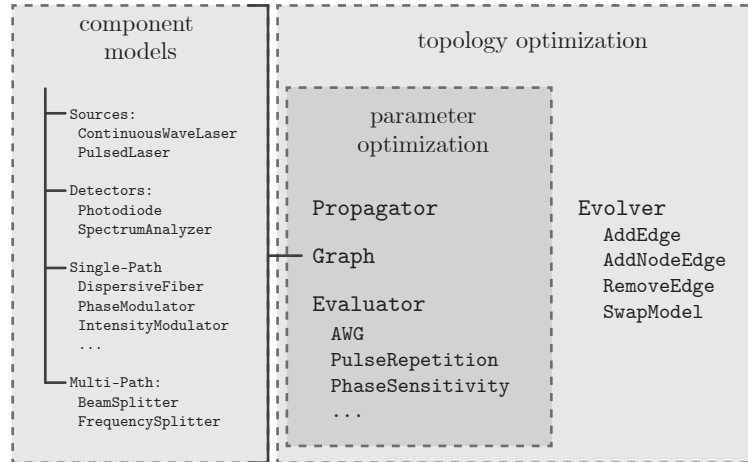 component
models
Sources:
ContinuousWaveLaser
PulsedLaser
Detectors:
Photodiode
SpectrumAnalyzer
Single-Path
DispersiveFiber
PhaseModulator
IntensityModulator
...
Multi-Path:
BeamSplitter
FrequencySplitter
topology optimization
parameter
optimization
Propagator
Graph
Evaluator
AWG
PulseRepetition
PhaseSensitivity
...
Evolver
AddEdge
AddNodeEdge
RemoveEdge
SwapModel